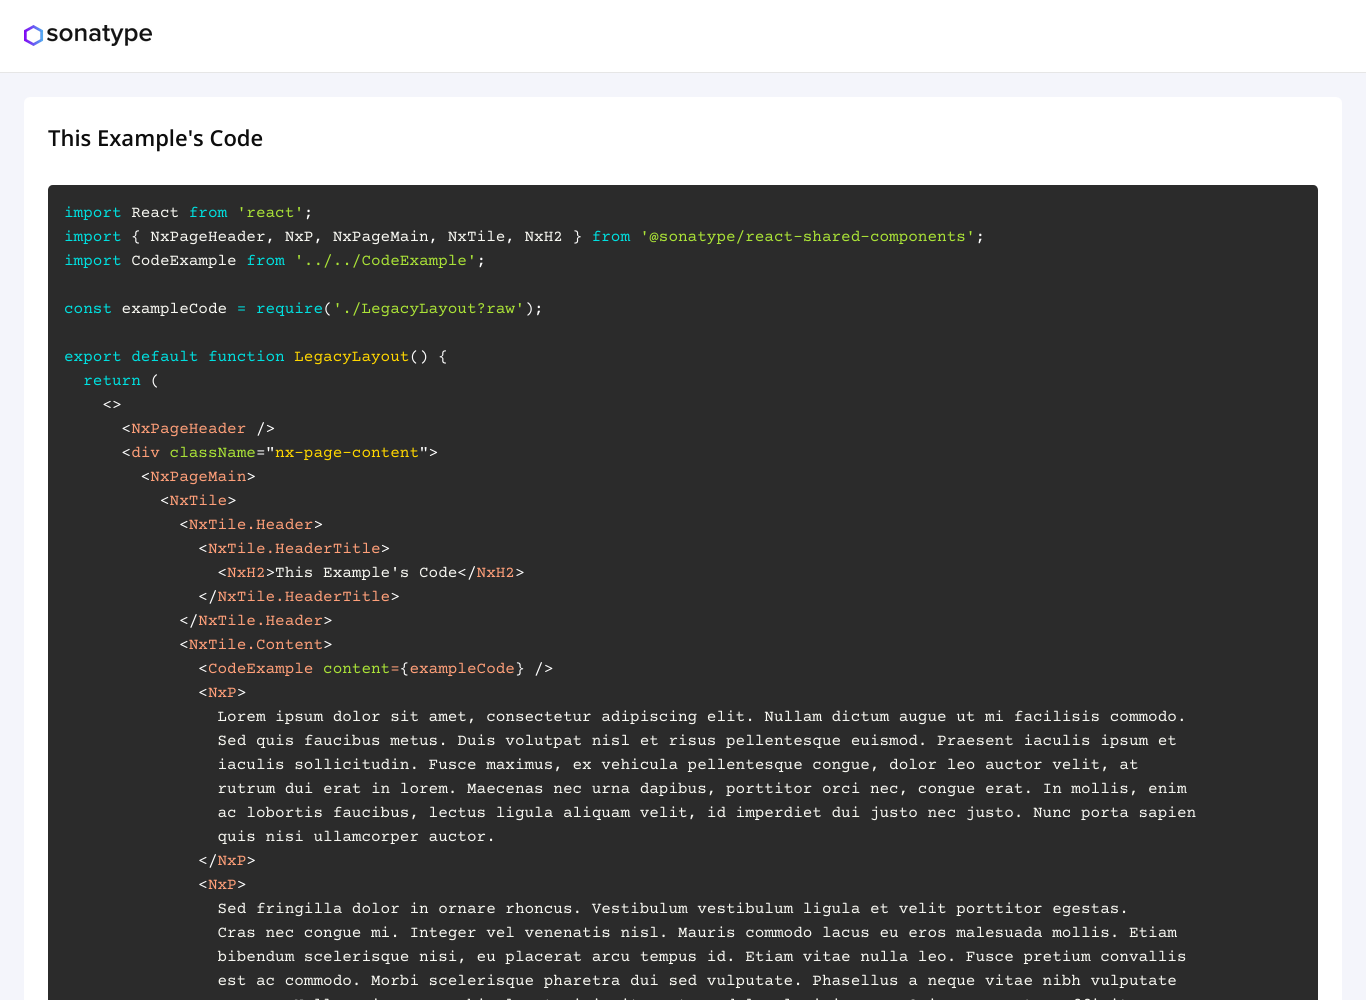 sonatype
This Example's Code
import React from 'react';
import { NxPageHeader, NxP, NxPageMain, NxTile, NxH2 } from '@sonatype/react-shared-components';
import CodeExample from '../../CodeExample';
const exampleCode = require('./LegacyLayout?raw');
export default function LegacyLayout() {
return (
<>
<NxPageHeader />
<div className="nx-page-content">
<NxPageMain>
<NxTile>
<NxTile.Header>
<NxTile.HeaderTitle>
<NxH2>This Example's Code</NxH2>
</NxTile.HeaderTitle>
</NxTile.Header>
<NxTile.Content>
<CodeExample content={exampleCode} />
<NxP>
Lorem ipsum dolor sit amet, consectetur adipiscing elit. Nullam dictum augue ut mi facilisis commodo.
Sed quis faucibus metus. Duis volutpat nisl et risus pellentesque euismod. Praesent iaculis ipsum et
iaculis sollicitudin. Fusce maximus, ex vehicula pellentesque congue, dolor leo auctor velit, at
rutrum dui erat in lorem. Maecenas nec urna dapibus, porttitor orci nec, congue erat. In mollis, enim
ac lobortis faucibus, lectus ligula aliquam velit, id imperdiet dui justo nec justo. Nunc porta sapien
quis nisi ullamcorper auctor.
</NxP>
<NxP>
Sed fringilla dolor in ornare rhoncus. Vestibulum vestibulum ligula et velit porttitor egestas.
Cras nec congue mi. Integer vel venenatis nisl. Mauris commodo lacus eu eros malesuada mollis. Etiam
bibendum scelerisque nisi, eu placerat arcu tempus id. Etiam vitae nulla leo. Fusce pretium convallis
est ac commodo. Morbi scelerisque pharetra dui sed vulputate. Phasellus a neque vitae nibh vulputate